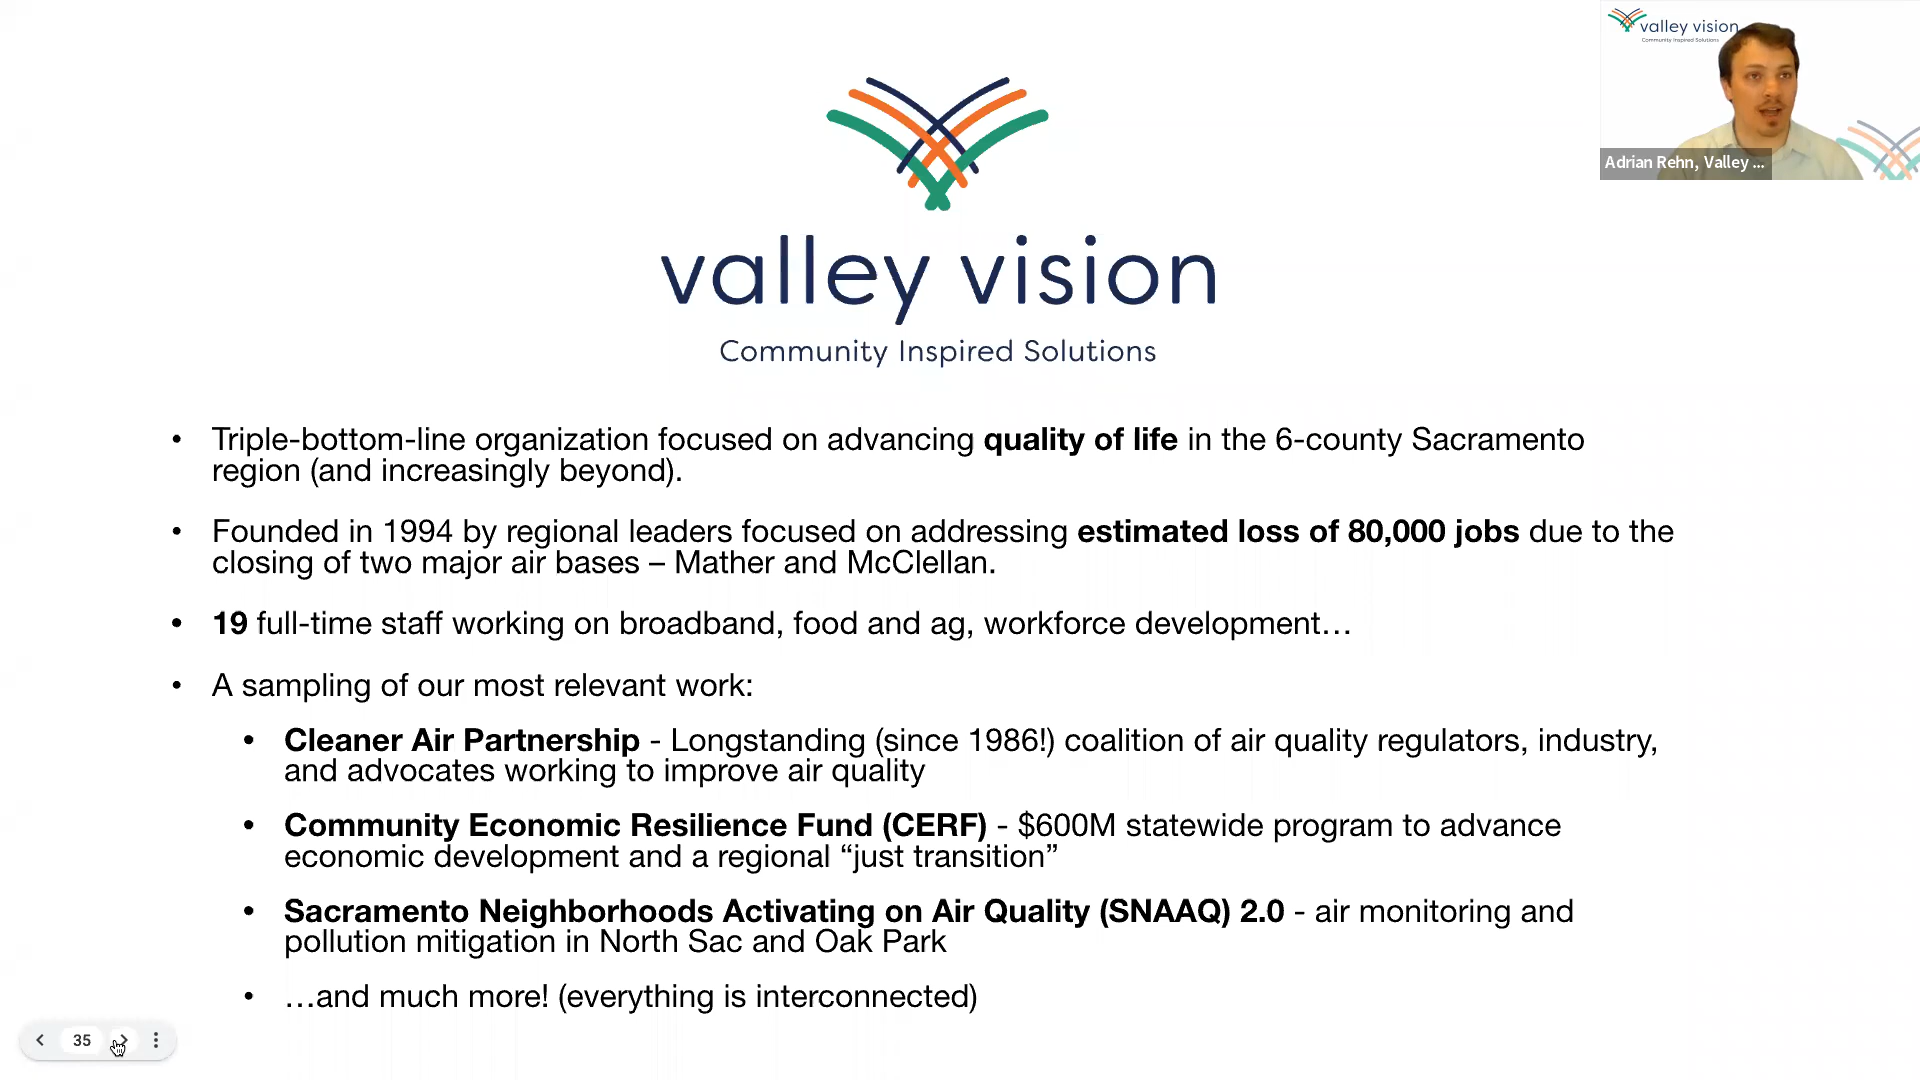 valley vision
Community Inspired Solutions
Adrian Rehn, Valley ...
valley vision
Community Inspired Solutions
• Triple-bottom-line organization focused on advancing quality of life in the 6-county Sacramento
region (and increasingly beyond).
• Founded in 1994 by regional leaders focused on addressing estimated loss of 80,000 jobs due to the
closing of two major air bases – Mather and McClellan.
• 19 full-time staff working on broadband, food and ag, workforce development…
• A sampling of our most relevant work:
• Cleaner Air Partnership - Longstanding (since 1986!) coalition of air quality regulators, industry,
and advocates working to improve air quality
• Community Economic Resilience Fund (CERF) - $600M statewide program to advance
economic development and a regional “just transition”
• Sacramento Neighborhoods Activating on Air Quality (SNAAQ) 2.0 - air monitoring and
pollution mitigation in North Sac and Oak Park
• …and much more! (everything is interconnected)
35